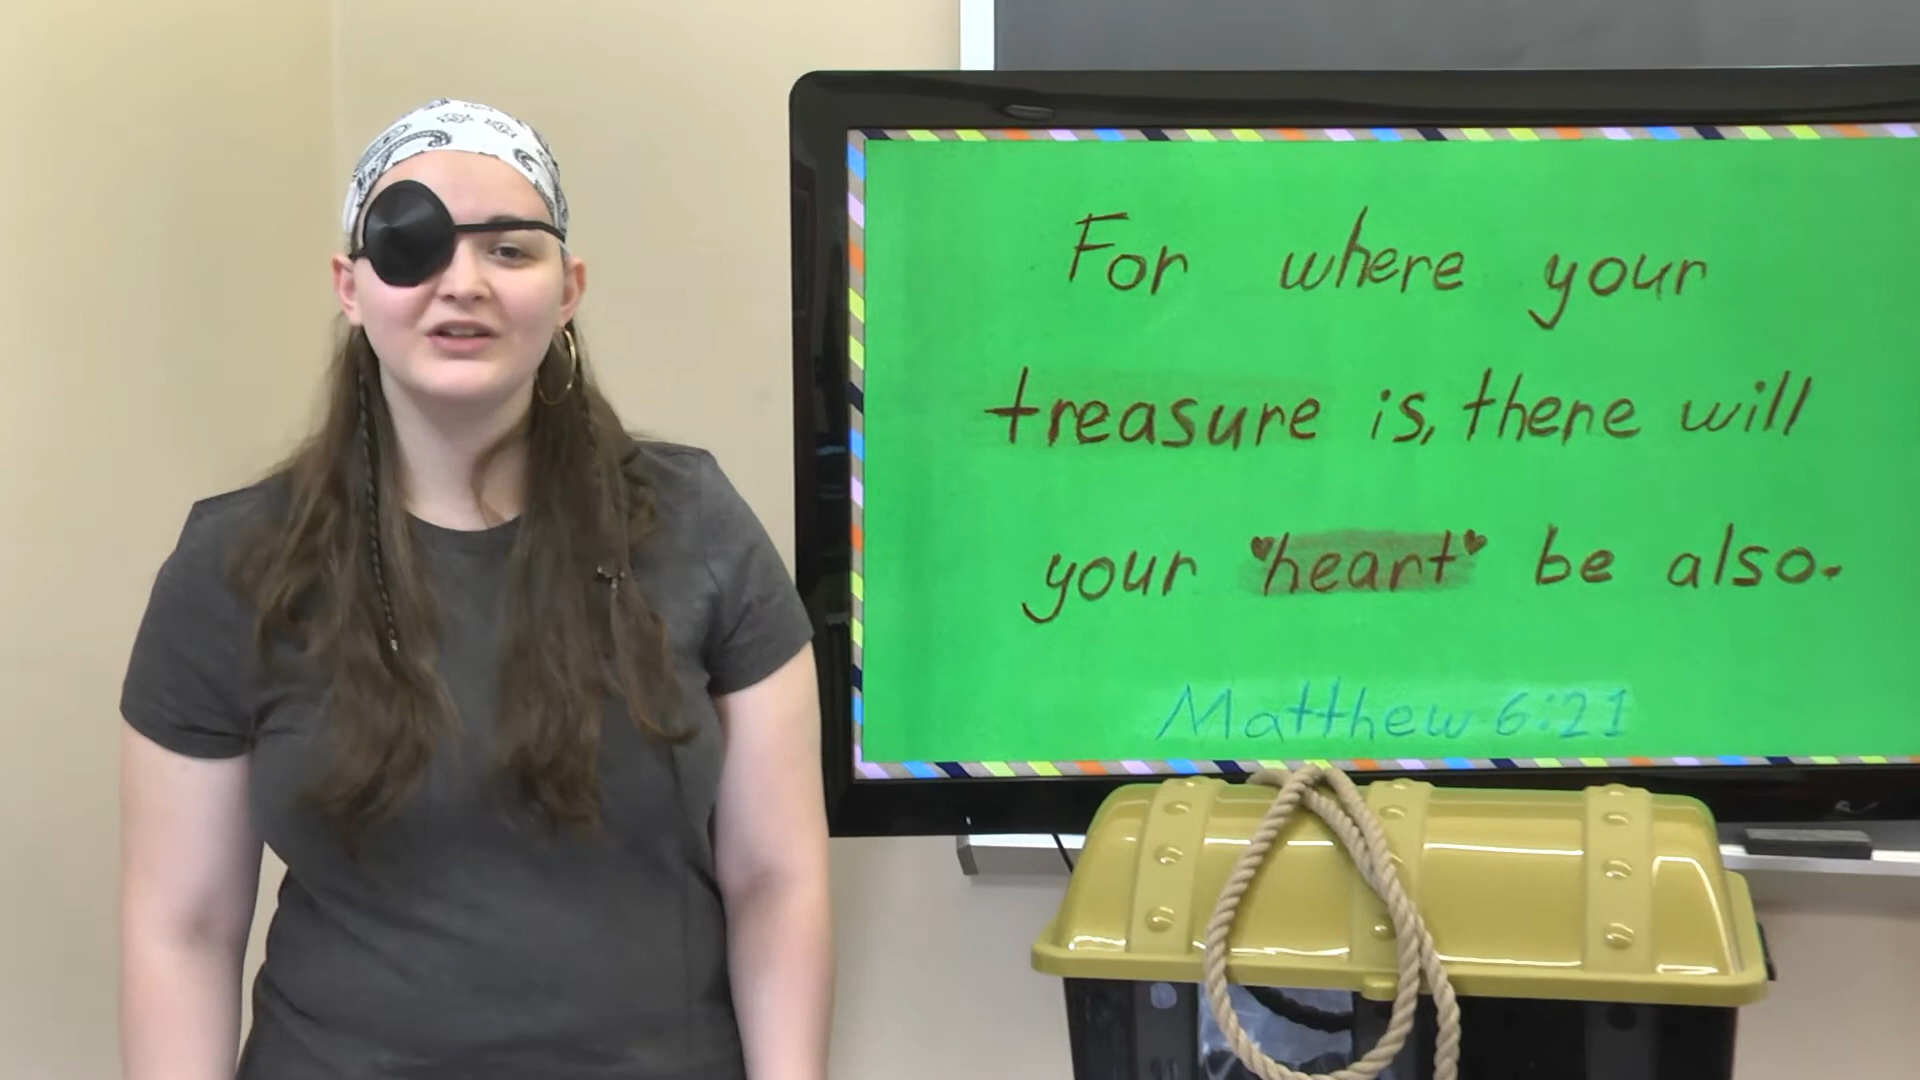 For where your
treasure is, there will
your heart be also.
Matthew 6:21